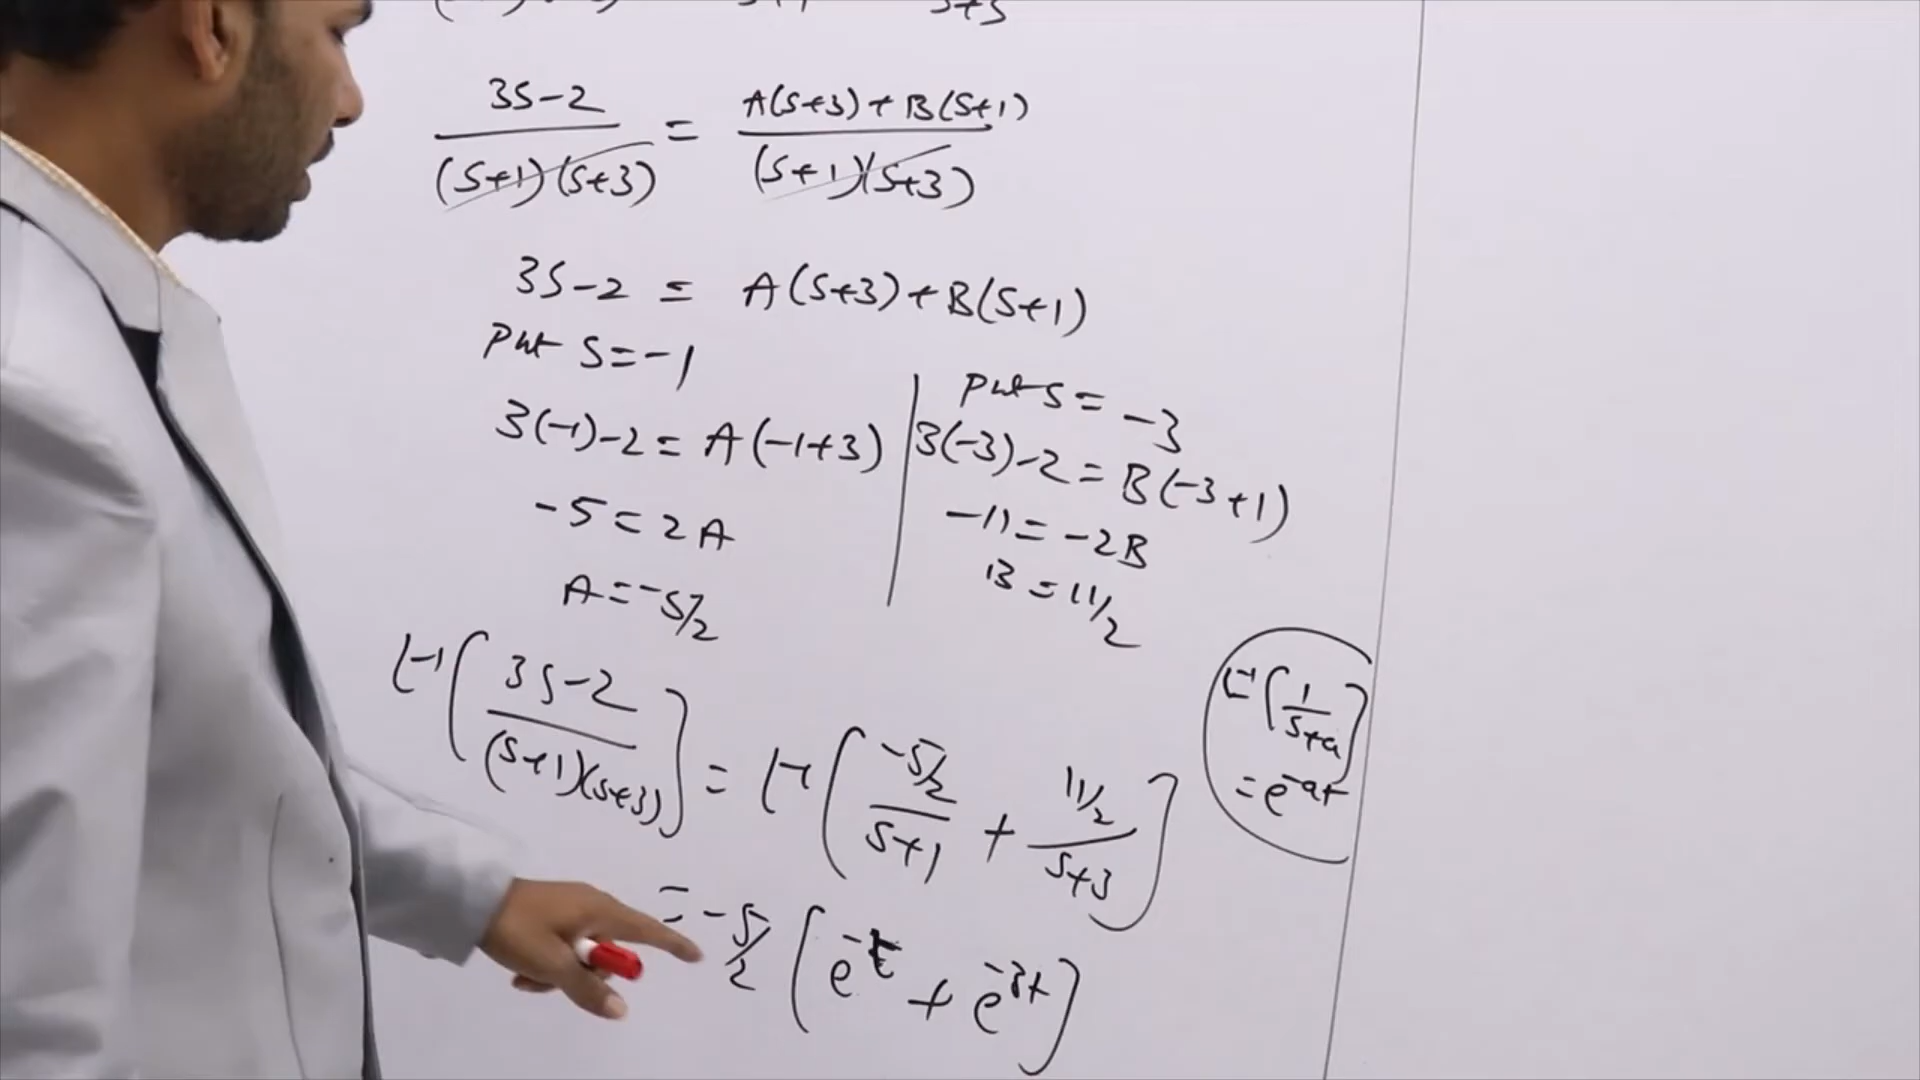 s+3
3S-2 / (S+1)(S+3) = A(S+3)+B(S+1) / (S+1)(S+3)
3S-2 = A(S+3)+B(S+1)
Put S=-1
3(-1)-2 = A(-1+3)
-5 = 2A
A = -5/2
Put S = -3
3(-3)-2 = B(-3+1)
-11 = -2B
B = 11/2
L-1[3S-2 / (S+1)(S+3)] = L-1[-5/2 / S+1 + 11/2 / S+3]
= -5/2 [e^-t + e^-3t]
L-1[1 / S+a]
= e^-at